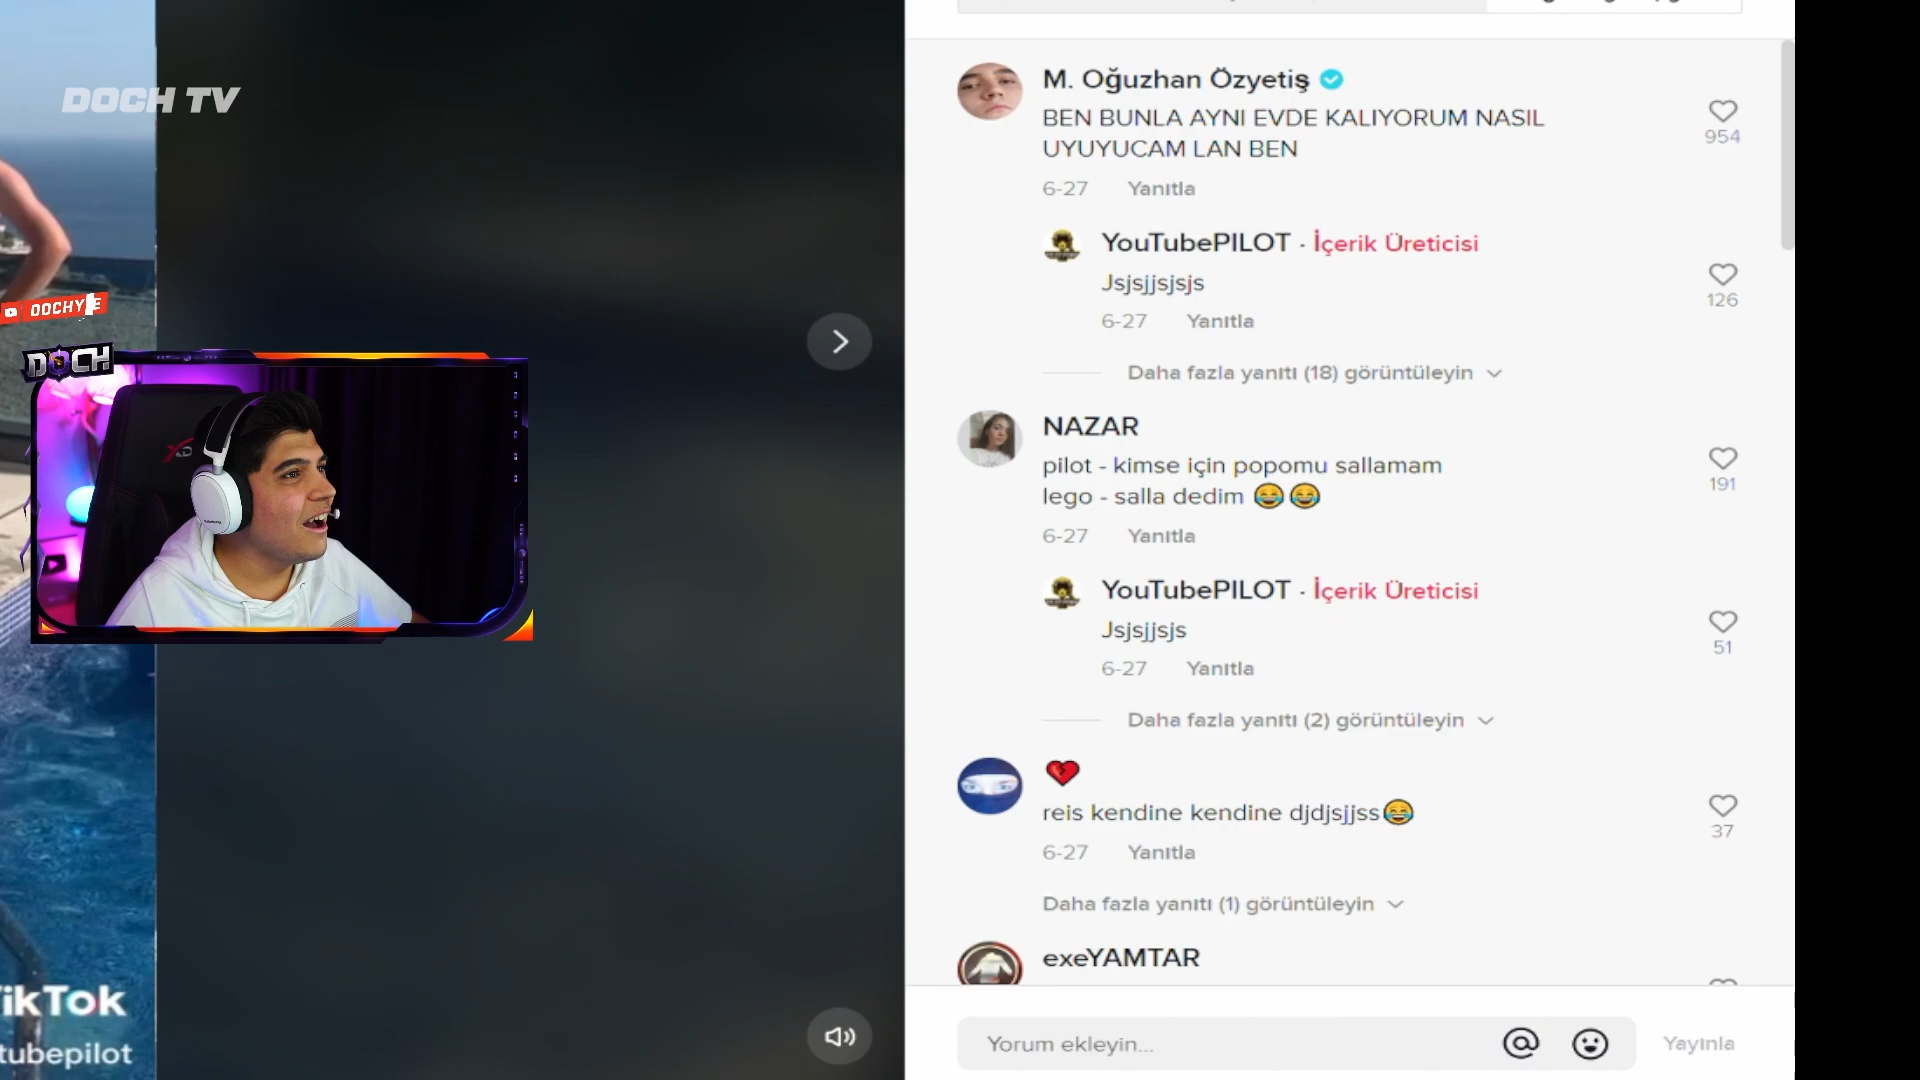 DOCH TV
DOCHY
DOCH
ikTok
tubepilot
M. Oğuzhan Özyetiş
BEN BUNLA AYNI EVDE KALIYORUM NASIL
UYUYUCAM LAN BEN
954
6-27 Yanıtla
YouTubePILOT · İçerik Üreticisi
Jsjsjjsjsjs
126
6-27 Yanıtla
Daha fazla yanıtı (18) görüntüleyin
NAZAR
pilot - kimse için popomu sallamam
lego - salla dedim 😂😂
191
6-27 Yanıtla
YouTubePILOT · İçerik Üreticisi
Jsjsjjsjs
51
6-27 Yanıtla
Daha fazla yanıtı (2) görüntüleyin
💔
reis kendine kendine djdjsjjss😂
37
6-27 Yanıtla
Daha fazla yanıtı (1) görüntüleyin
exeYAMTAR
Yorum ekleyin...
Yayınla